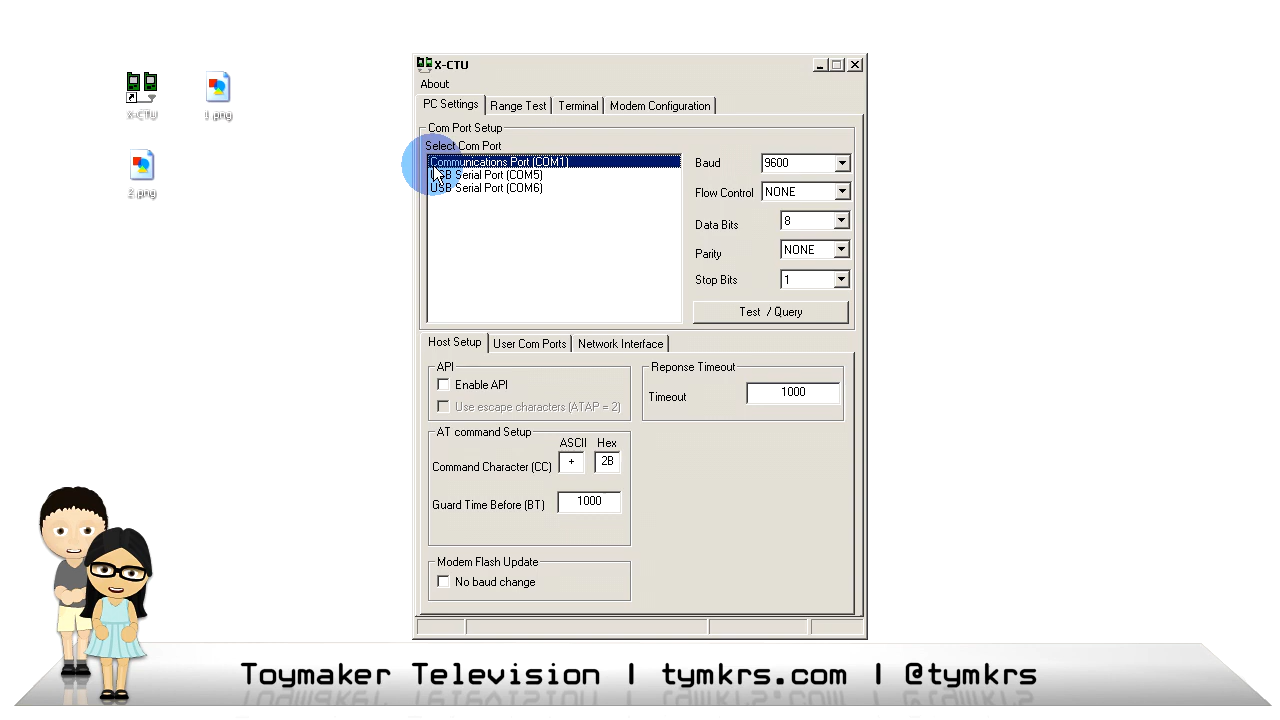 X-CTU
1.png
2.png
X-CTU
About
PC Settings
Range Test
Terminal
Modem Configuration
Com Port Setup
Select Com Port
Communications Port (COM1)
USB Serial Port (COM5)
USB Serial Port (COM6)
Baud 9600
Flow Control NONE
Data Bits 8
Parity NONE
Stop Bits 1
Test / Query
Host Setup
User Com Ports
Network Interface
API
Enable API
Use escape characters (ATAP = 2)
Reponse Timeout
Timeout 1000
AT command Setup
ASCII Hex
Command Character (CC) + 2B
Guard Time Before (BT) 1000
Modem Flash Update
No baud change
Toymaker Television | tymkrs.com | @tymkrs